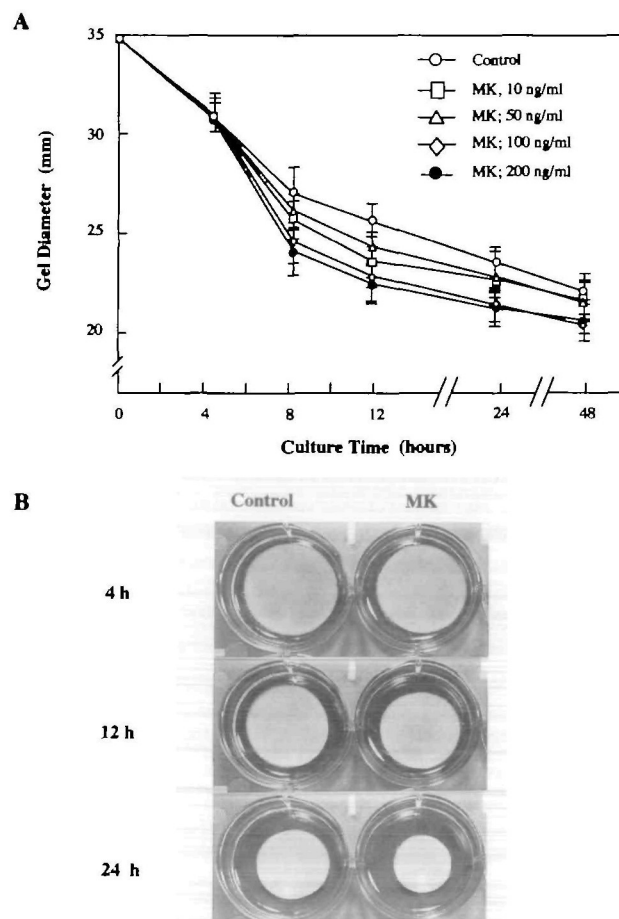 A
35
30
25
20
Gel Diameter (mm)
Control
MK, 10 ng/ml
MK; 50 ng/ml
MK; 100 ng/ml
MK; 200 ng/ml
0 4 8 12 24 48
Culture Time (hours)
B
Control MK
4 h
12 h
24 h